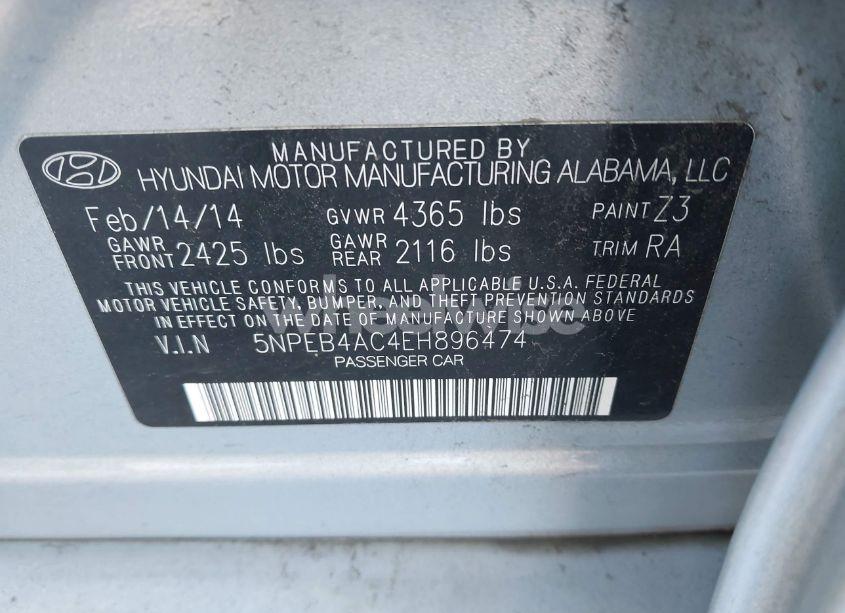 MANUFACTURED BY
HYUNDAI MOTOR MANUFACTURING ALABAMA, LLC
Feb/14/14 GVWR 4365 lbs PAINT Z3
GAWR FRONT 2425 lbs GAWR REAR 2116 lbs TRIM RA
THIS VEHICLE CONFORMS TO ALL APPLICABLE U.S.A. FEDERAL
MOTOR VEHICLE SAFETY, BUMPER, AND THEFT PREVENTION STANDARDS
IN EFFECT ON THE DATE OF MANUFACTURE SHOWN ABOVE.
wheelwise
V.I.N 5NPEB4AC4EH896474
PASSENGER CAR